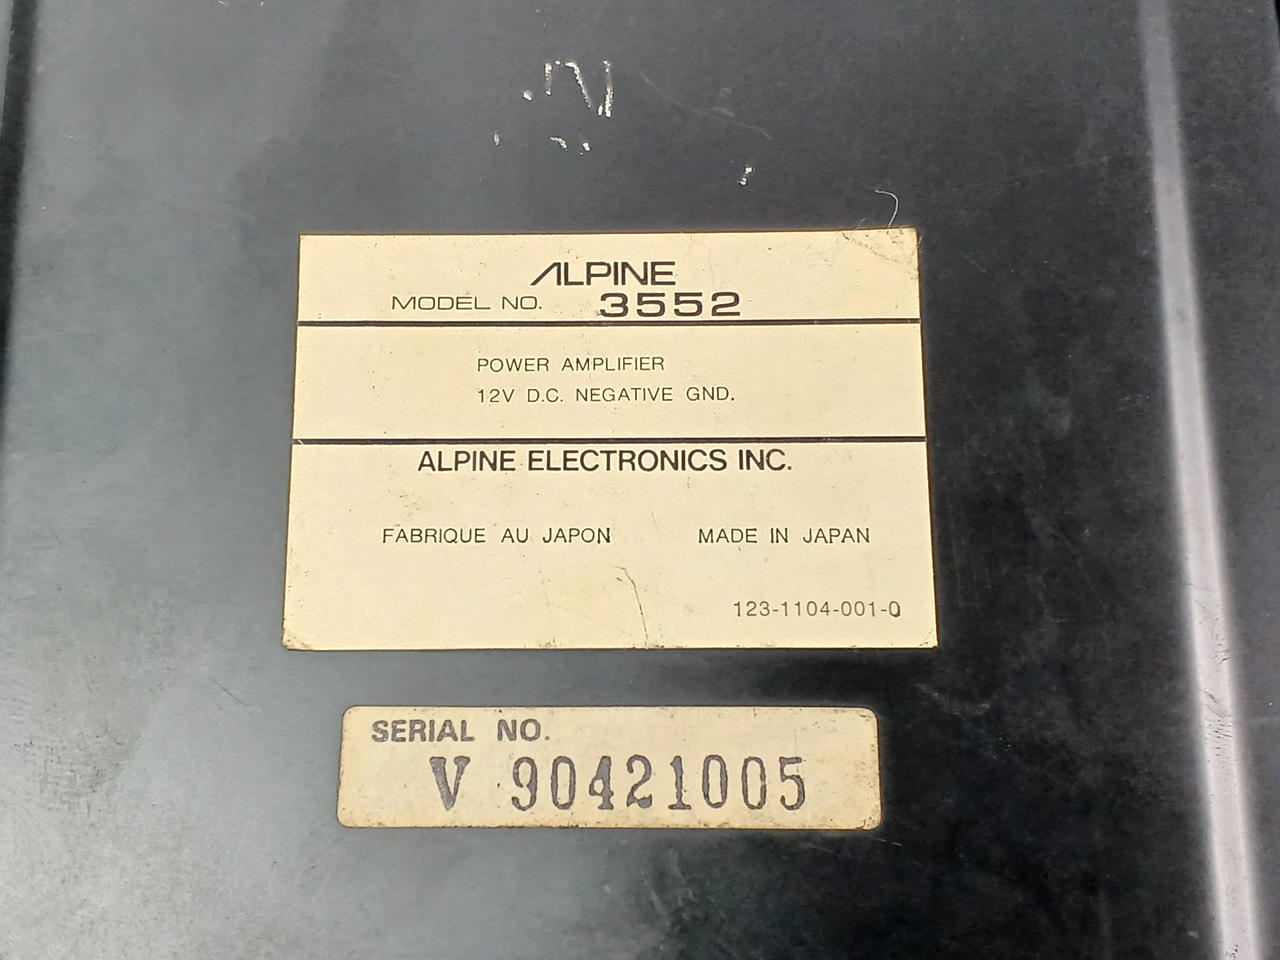 ALPINE
MODEL NO. 3552
POWER AMPLIFIER
12V D.C. NEGATIVE GND.
ALPINE ELECTRONICS INC.
FABRIQUE AU JAPON MADE IN JAPAN
123-1104-001-0
SERIAL NO.
V 90421005